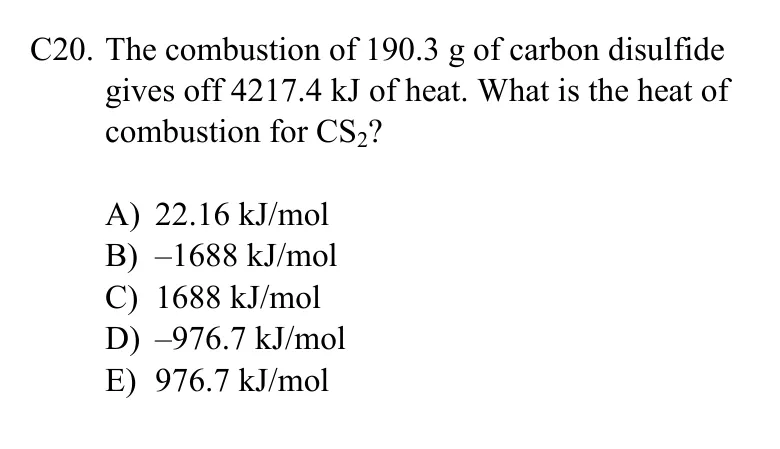 C20. The combustion of 190.3 g of carbon disulfide
gives off 4217.4 kJ of heat. What is the heat of
combustion for CS₂?
A) 22.16 kJ/mol
B) –1688 kJ/mol
C) 1688 kJ/mol
D) –976.7 kJ/mol
E) 976.7 kJ/mol